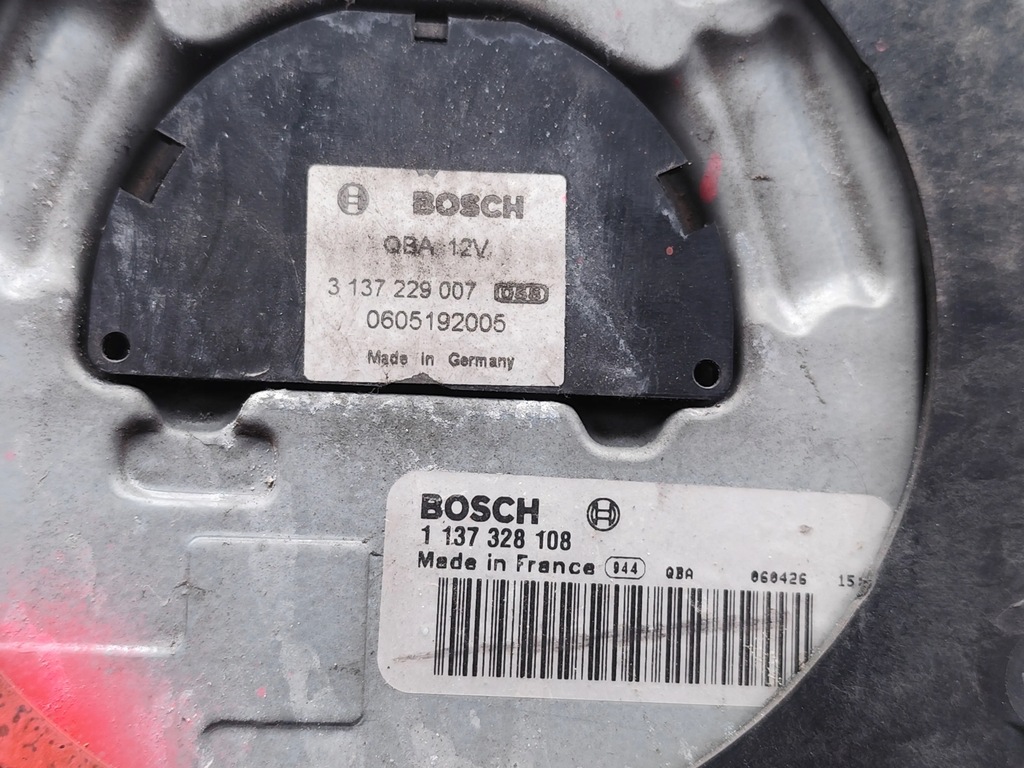 BOSCH
QBA 12V
3 137 229 007
0605192005
Made in Germany
BOSCH
1 137 328 108
Made in France 944 QBA 060426 15